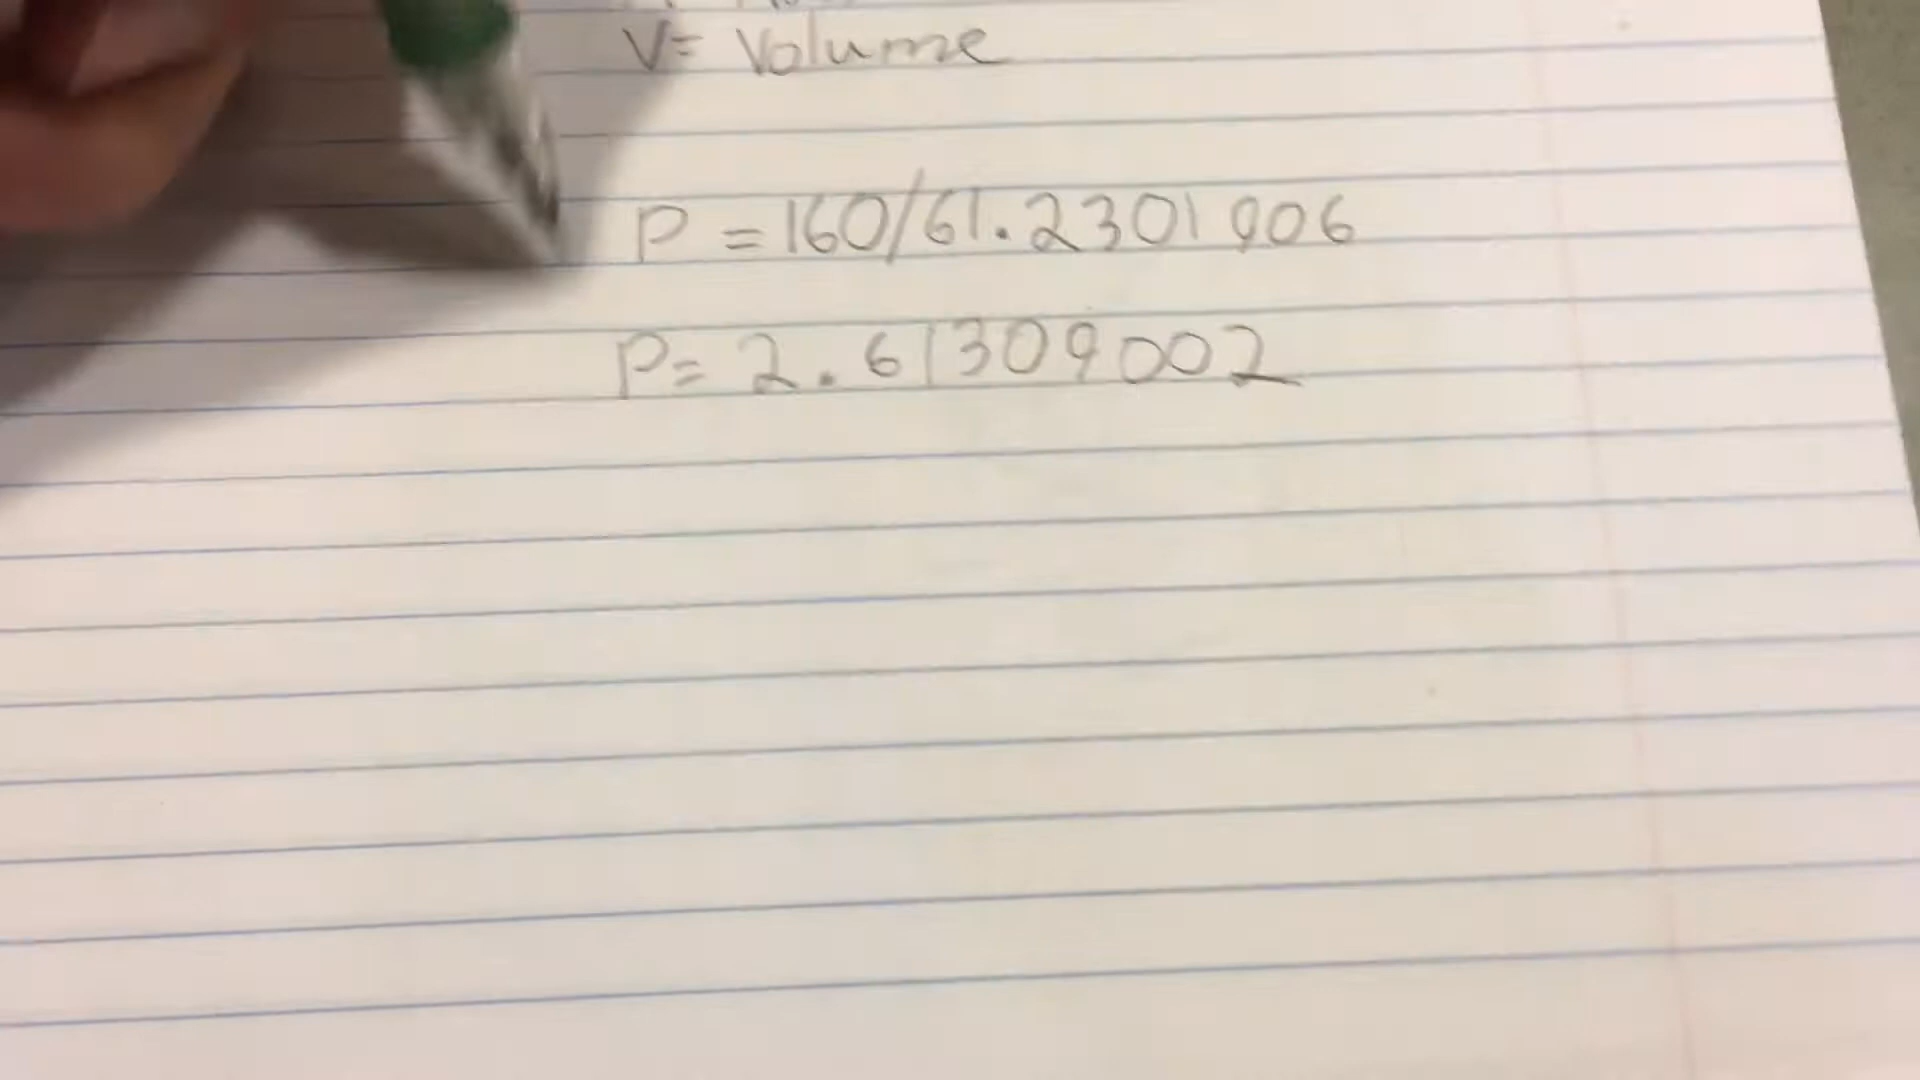 V= Volume
P = 160/61.2301906
P= 2.61309002